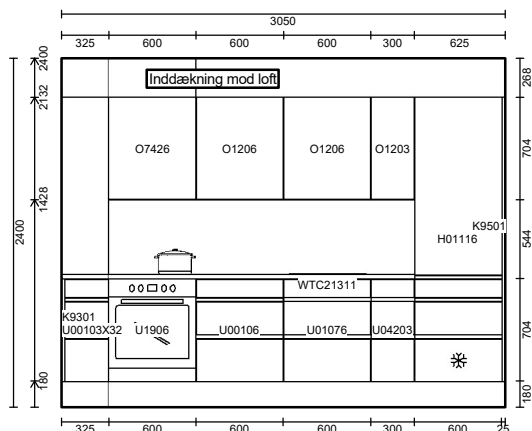 3050
325 600 600 600 300 625
2400
2132
1428
180
2400
Inddækning mod loft
268
704
544
704
180
O7426 O1206 O1206 O1203
K9501
H01116
WTC21311
K9301
U00103X32 U1906 U00106 U01076 U04203
325 600 600 600 300 600 25